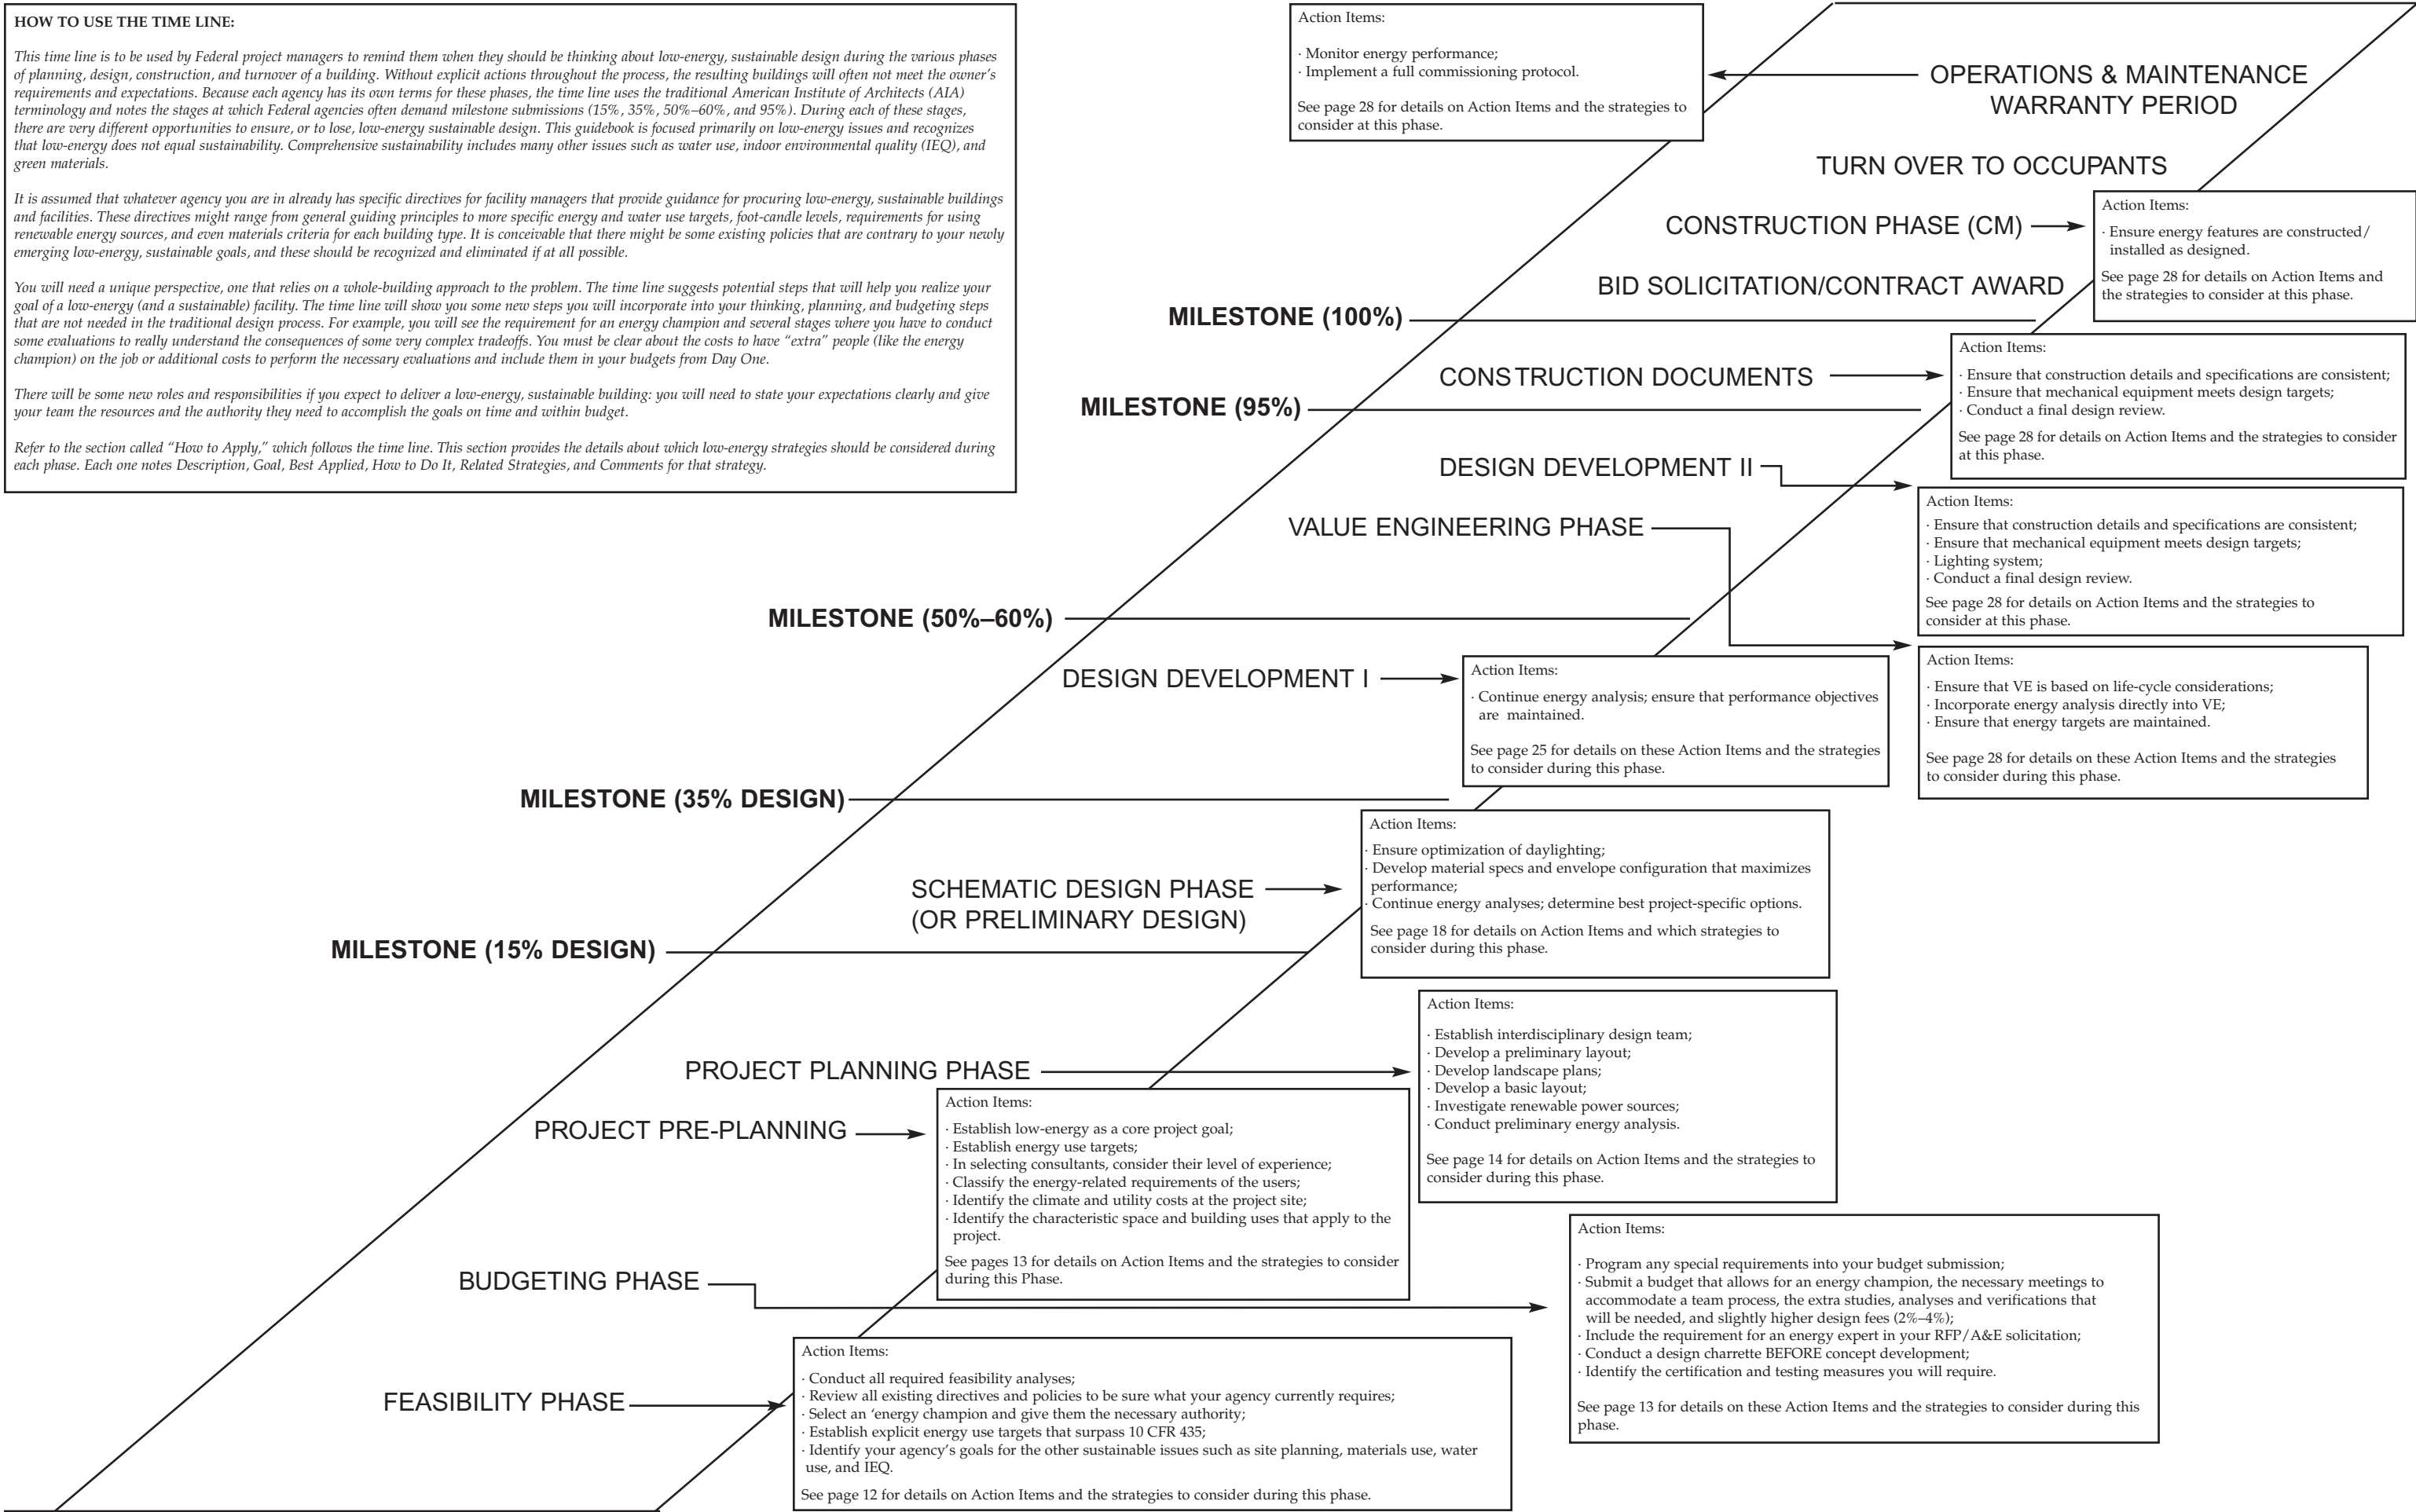 HOW TO USE THE TIME LINE:
This time line is to be used by Federal project managers to remind them when they should be thinking about low-energy, sustainable design during the various phases
of planning, design, construction, and turnover of a building. Without explicit actions throughout the process, the resulting buildings will often not meet the owner's
requirements and expectations. Because each agency has its own terms for these phases, the time line uses the traditional American Institute of Architects (AIA)
terminology and notes the stages at which Federal agencies often demand milestone submissions (15%, 35%, 50%–60%, and 95%). During each of these stages,
there are very different opportunities to ensure, or to lose, low-energy sustainable design. This guidebook is focused primarily on low-energy issues and recognizes
that low-energy does not equal sustainability. Comprehensive sustainability includes many other issues such as water use, indoor environmental quality (IEQ), and
green materials.
It is assumed that whatever agency you are in already has specific directives for facility managers that provide guidance for procuring low-energy, sustainable buildings
and facilities. These directives might range from general guiding principles to more specific energy and water use targets, foot-candle levels, requirements for using
renewable energy sources, and even materials criteria for each building type. It is conceivable that there might be some existing policies that are contrary to your newly
emerging low-energy, sustainable goals, and these should be recognized and eliminated if at all possible.
You will need a unique perspective, one that relies on a whole-building approach to the problem. The time line suggests potential steps that will help you realize your
goal of a low-energy (and a sustainable) facility. The time line will show you some new steps you will incorporate into your thinking, planning, and budgeting steps
that are not needed in the traditional design process. For example, you will see the requirement for an energy champion and several stages where you have to conduct
some evaluations to really understand the consequences of some very complex tradeoffs. You must be clear about the costs to have “extra” people (like the energy
champion) on the job or additional costs to perform the necessary evaluations and include them in your budgets from Day One.
There will be some new roles and responsibilities if you expect to deliver a low-energy, sustainable building: you will need to state your expectations clearly and give
your team the resources and the authority they need to accomplish the goals on time and within budget.
Refer to the section called “How to Apply,” which follows the time line. This section provides the details about which low-energy strategies should be considered during
each phase. Each one notes Description, Goal, Best Applied, How to Do It, Related Strategies, and Comments for that strategy.
Action Items:
· Monitor energy performance;
· Implement a full commissioning protocol.
See page 28 for details on Action Items and the strategies to
consider at this phase.
OPERATIONS & MAINTENANCE
WARRANTY PERIOD
TURN OVER TO OCCUPANTS
CONSTRUCTION PHASE (CM)
Action Items:
· Ensure energy features are constructed/
installed as designed.
See page 28 for details on Action Items and
the strategies to consider at this phase.
BID SOLICITATION/CONTRACT AWARD
MILESTONE (100%)
CONSTRUCTION DOCUMENTS
Action Items:
· Ensure that construction details and specifications are consistent;
· Ensure that mechanical equipment meets design targets;
· Conduct a final design review.
See page 28 for details on Action Items and the strategies to consider
at this phase.
MILESTONE (95%)
DESIGN DEVELOPMENT II
Action Items:
· Ensure that construction details and specifications are consistent;
· Ensure that mechanical equipment meets design targets;
· Lighting system;
· Conduct a final design review.
See page 28 for details on Action Items and the strategies to
consider at this phase.
VALUE ENGINEERING PHASE
Action Items:
· Ensure that VE is based on life-cycle considerations;
· Incorporate energy analysis directly into VE;
· Ensure that energy targets are maintained.
See page 28 for details on these Action Items and the strategies
to consider during this phase.
MILESTONE (50%–60%)
DESIGN DEVELOPMENT I
Action Items:
· Continue energy analysis; ensure that performance objectives
are maintained.
See page 25 for details on these Action Items and the strategies
to consider during this phase.
MILESTONE (35% DESIGN)
SCHEMATIC DESIGN PHASE
(OR PRELIMINARY DESIGN)
Action Items:
· Ensure optimization of daylighting;
· Develop material specs and envelope configuration that maximizes
performance;
· Continue energy analyses; determine best project-specific options.
See page 18 for details on Action Items and which strategies to
consider during this phase.
MILESTONE (15% DESIGN)
PROJECT PLANNING PHASE
Action Items:
· Establish interdisciplinary design team;
· Develop a preliminary layout;
· Develop landscape plans;
· Develop a basic layout;
· Investigate renewable power sources;
· Conduct preliminary energy analysis.
See page 14 for details on Action Items and the strategies to
consider during this phase.
PROJECT PRE-PLANNING
Action Items:
· Establish low-energy as a core project goal;
· Establish energy use targets;
· In selecting consultants, consider their level of experience;
· Classify the energy-related requirements of the users;
· Identify the climate and utility costs at the project site;
· Identify the characteristic space and building uses that apply to the
project.
See pages 13 for details on Action Items and the strategies to consider
during this Phase.
BUDGETING PHASE
Action Items:
· Program any special requirements into your budget submission;
· Submit a budget that allows for an energy champion, the necessary meetings to
accommodate a team process, the extra studies, analyses and verifications that
will be needed, and slightly higher design fees (2%–4%);
· Include the requirement for an energy expert in your RFP/A&E solicitation;
· Conduct a design charrette BEFORE concept development;
· Identify the certification and testing measures you will require.
See page 13 for details on these Action Items and the strategies to consider during this
phase.
FEASIBILITY PHASE
Action Items:
· Conduct all required feasibility analyses;
· Review all existing directives and policies to be sure what your agency currently requires;
· Select an ‘energy champion and give them the necessary authority;
· Establish explicit energy use targets that surpass 10 CFR 435;
· Identify your agency's goals for the other sustainable issues such as site planning, materials use, water
use, and IEQ.
See page 12 for details on Action Items and the strategies to consider during this phase.